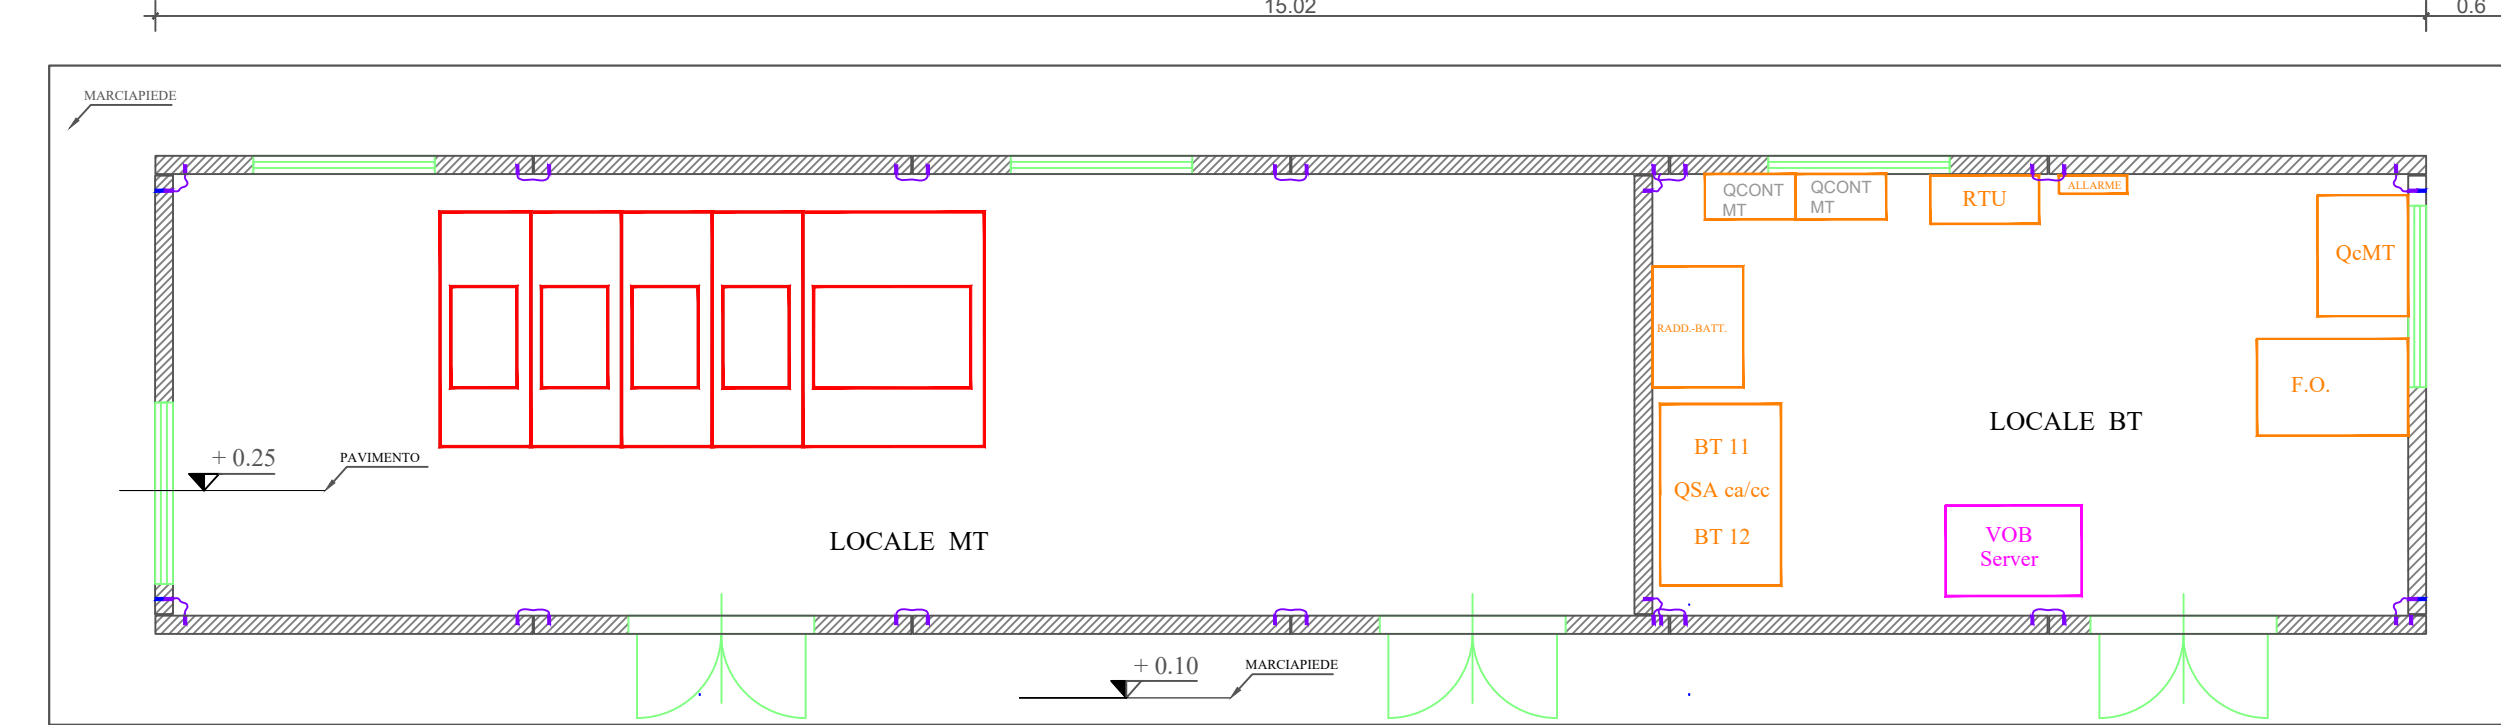 15.02
0.6
MARCIAPIEDE
QCONT
MT
QCONT
MT
RTU
ALLARME
QcMT
RADD.-BATT.
F.O.
LOCALE BT
BT 11
QSA ca/cc
BT 12
+ 0.25
PAVIMENTO
LOCALE MT
VOB
Server
+ 0.10
MARCIAPIEDE